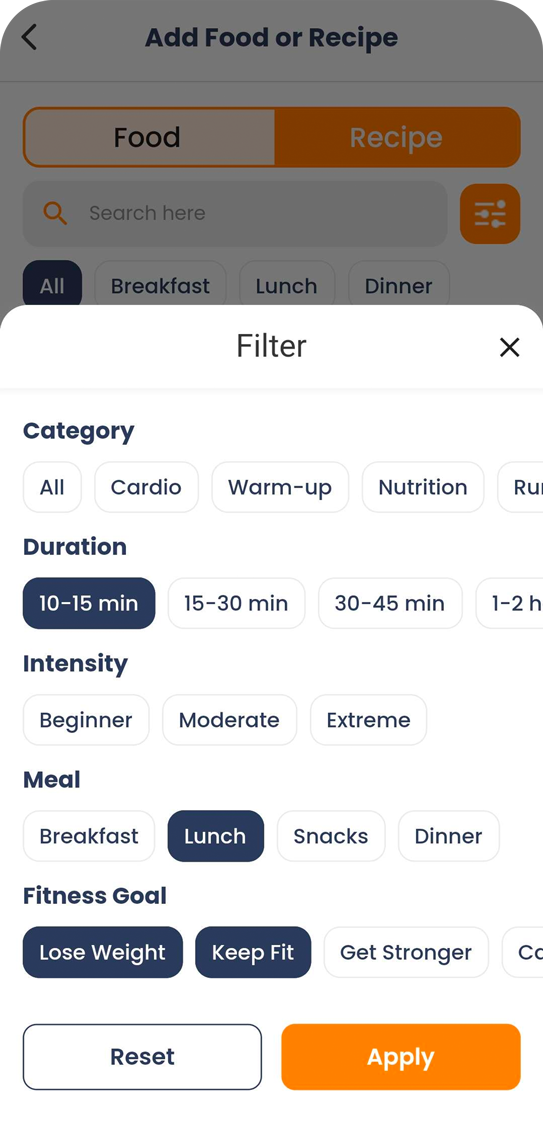 Add Food or Recipe
Food Recipe
Search here
All Breakfast Lunch Dinner
Filter
Category
All Cardio Warm-up Nutrition
Duration
10-15 min 15-30 min 30-45 min 1-2 h
Intensity
Beginner Moderate Extreme
Meal
Breakfast Lunch Snacks Dinner
Fitness Goal
Lose Weight Keep Fit Get Stronger
Reset Apply